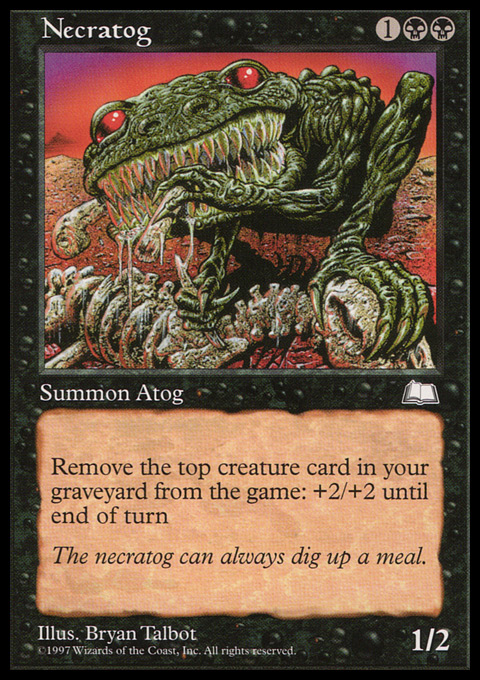 Necratog 1
Summon Atog
Remove the top creature card in your
graveyard from the game: +2/+2 until
end of turn
The necratog can always dig up a meal.
Illus. Bryan Talbot
©1997 Wizards of the Coast, Inc. All rights reserved.
1/2